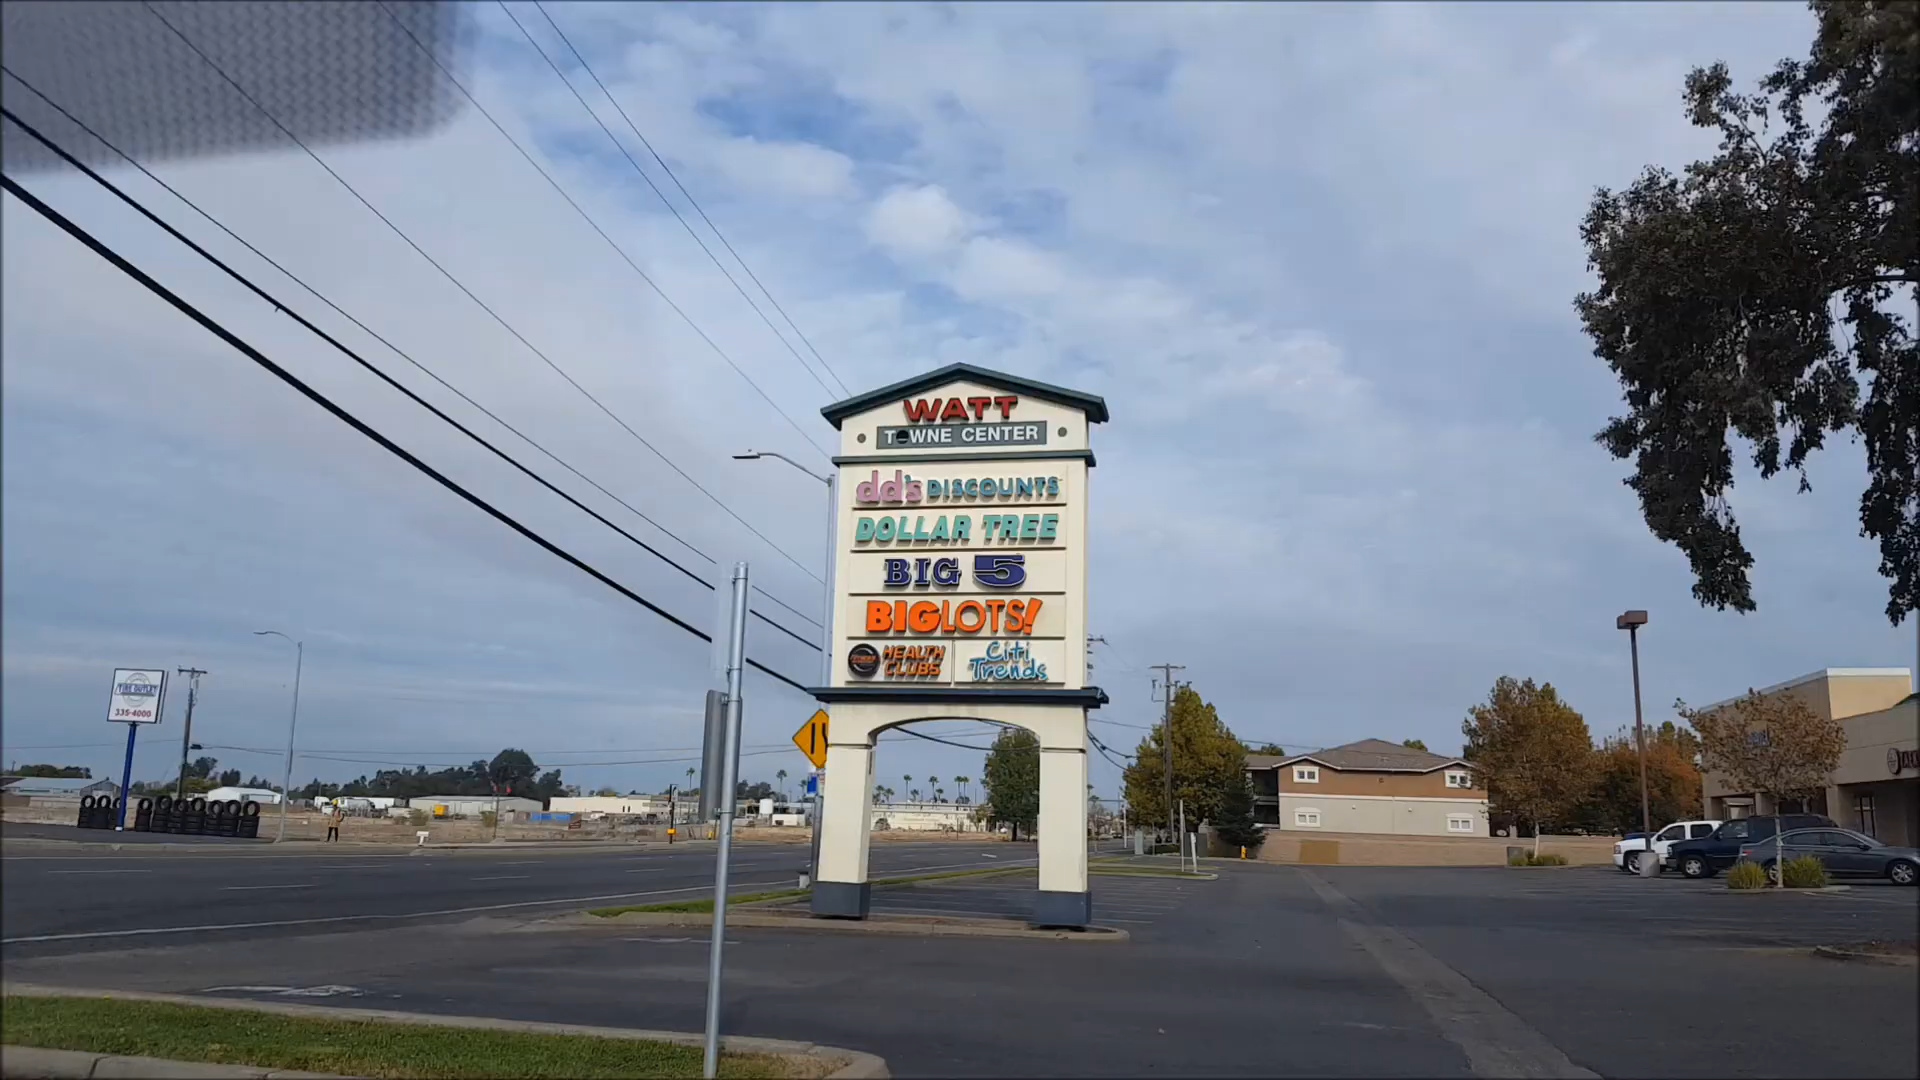 WATT
TOWNE CENTER
dd's DISCOUNTS
DOLLAR TREE
BIG 5
BIGLOTS!
HEALTH
CLUBS
Citi
Trends
TIRE OUTLET
335-4000